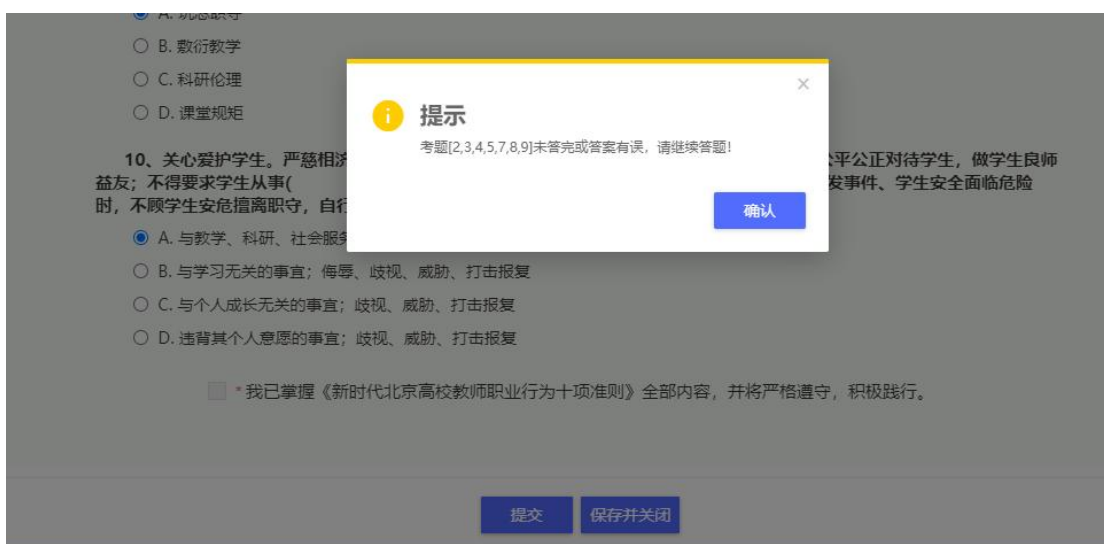 B. 敷衍教学
C. 科研伦理
D. 课堂规矩
提示
考题[2,3,4,5,7,8,9]未答完或答案有误，请继续答题！
确认
10、关心爱护学生。严慈相济 公平公正对待学生，做学生良师
益友；不得要求学生从事( 发事件、学生安全面临危险
时，不顾学生安危擅离职守，自行
A. 与教学、科研、社会服务
B. 与学习无关的事宜；侮辱、歧视、威胁、打击报复
C. 与个人成长无关的事宜；歧视、威胁、打击报复
D. 违背其个人意愿的事宜；歧视、威胁、打击报复
*我已掌握《新时代北京高校教师职业行为十项准则》全部内容，并将严格遵守，积极践行。
提交 保存并关闭